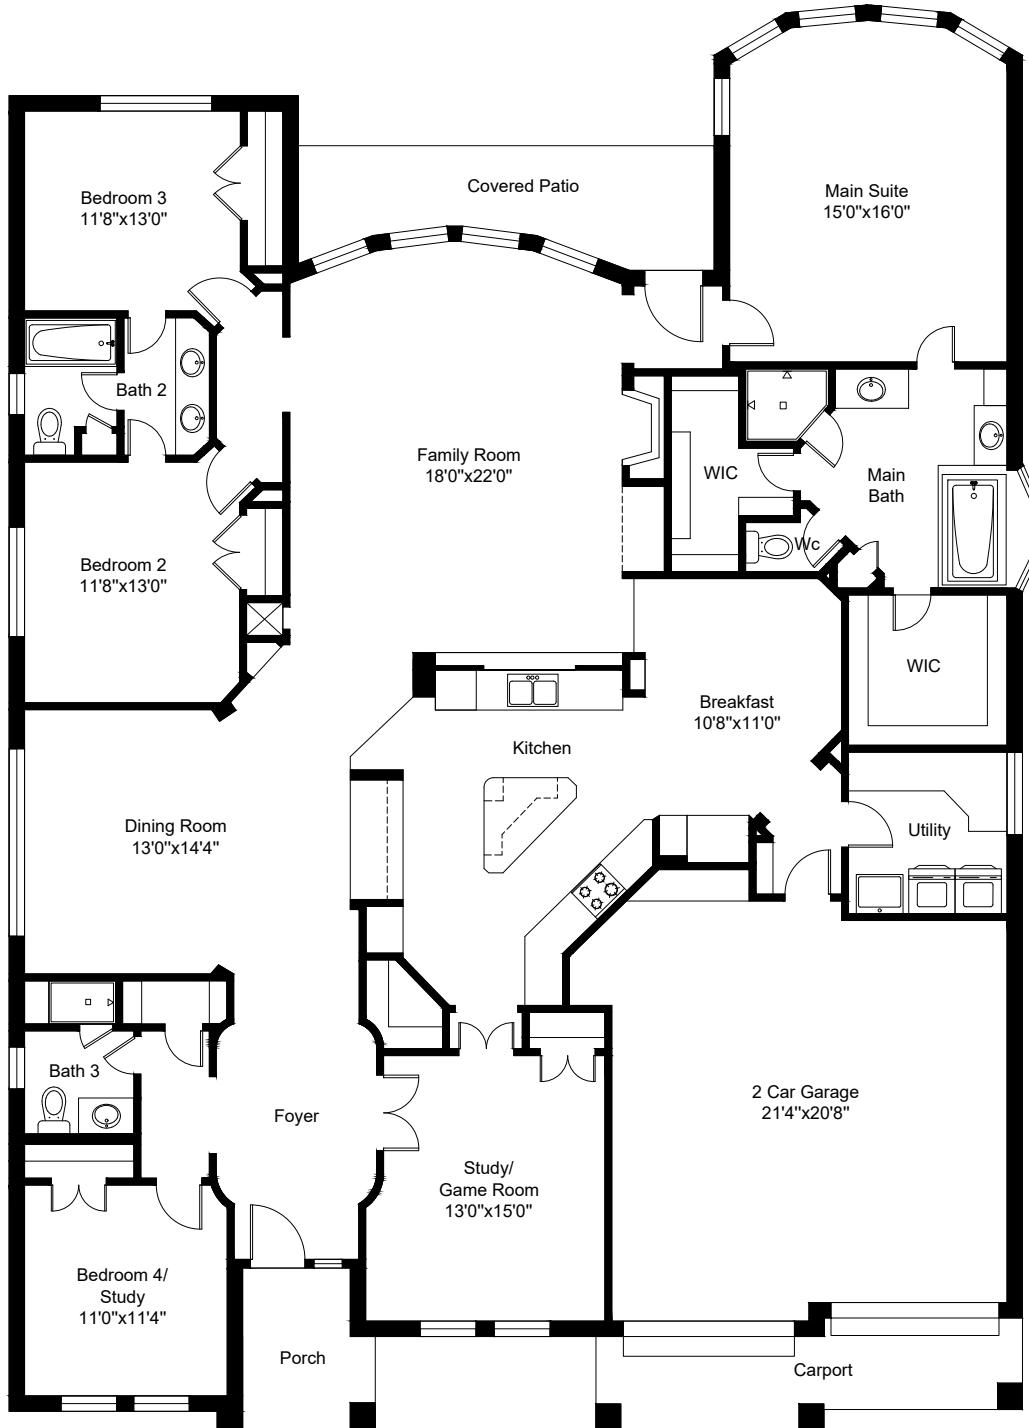 Covered Patio
Main Suite
15'0"x16'0"
Bedroom 3
11'8"x13'0"
Bath 2
Family Room
18'0"x22'0"
WIC
Main
Bath
Wc
Bedroom 2
11'8"x13'0"
WIC
Breakfast
10'8"x11'0"
Kitchen
Dining Room
13'0"x14'4"
Utility
Bath 3
Foyer
2 Car Garage
21'4"x20'8"
Study/
Game Room
13'0"x15'0"
Bedroom 4/
Study
11'0"x11'4"
Porch
Carport